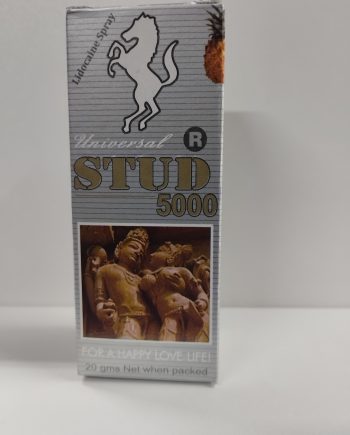 Lidocaine Spray
Universal
R
STUD
5000
FOR A HAPPY LOVE LIFE!
20 gms Net when packed